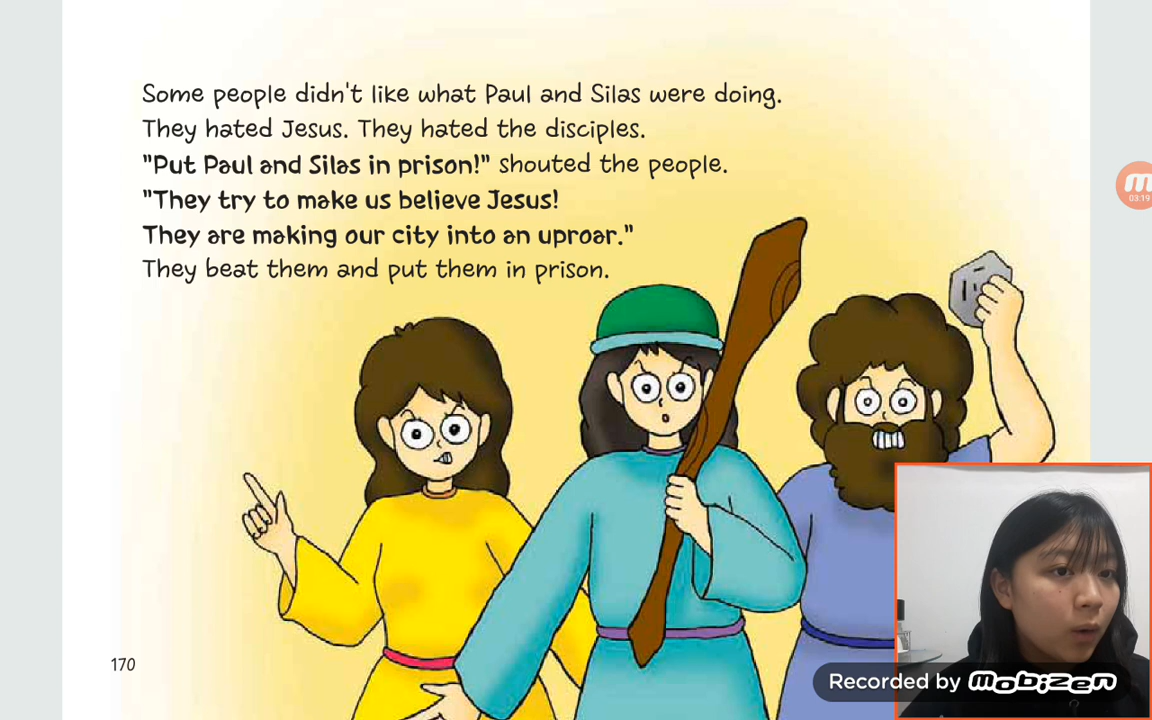 Some people didn't like what Paul and Silas were doing.
They hated Jesus. They hated the disciples.
"Put Paul and Silas in prison!" shouted the people.
"They try to make us believe Jesus!
They are making our city into an uproar."
They beat them and put them in prison.
03:19
170
Recorded by mobizen